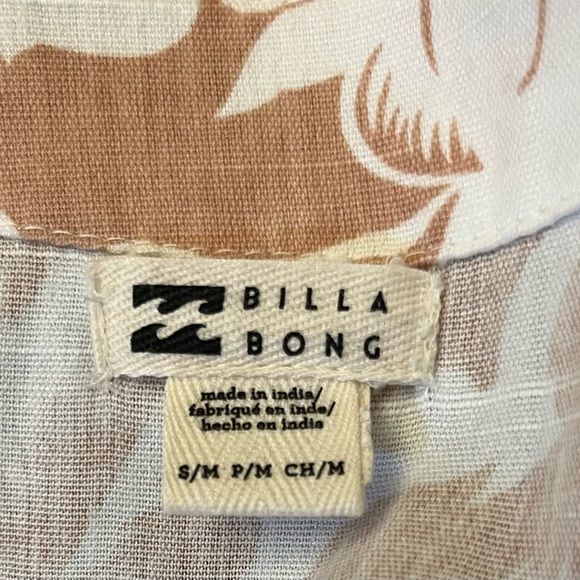 BILLA
BONG
made in india/
fabriqué en inde/
hecho en india
S/M P/M CH/M